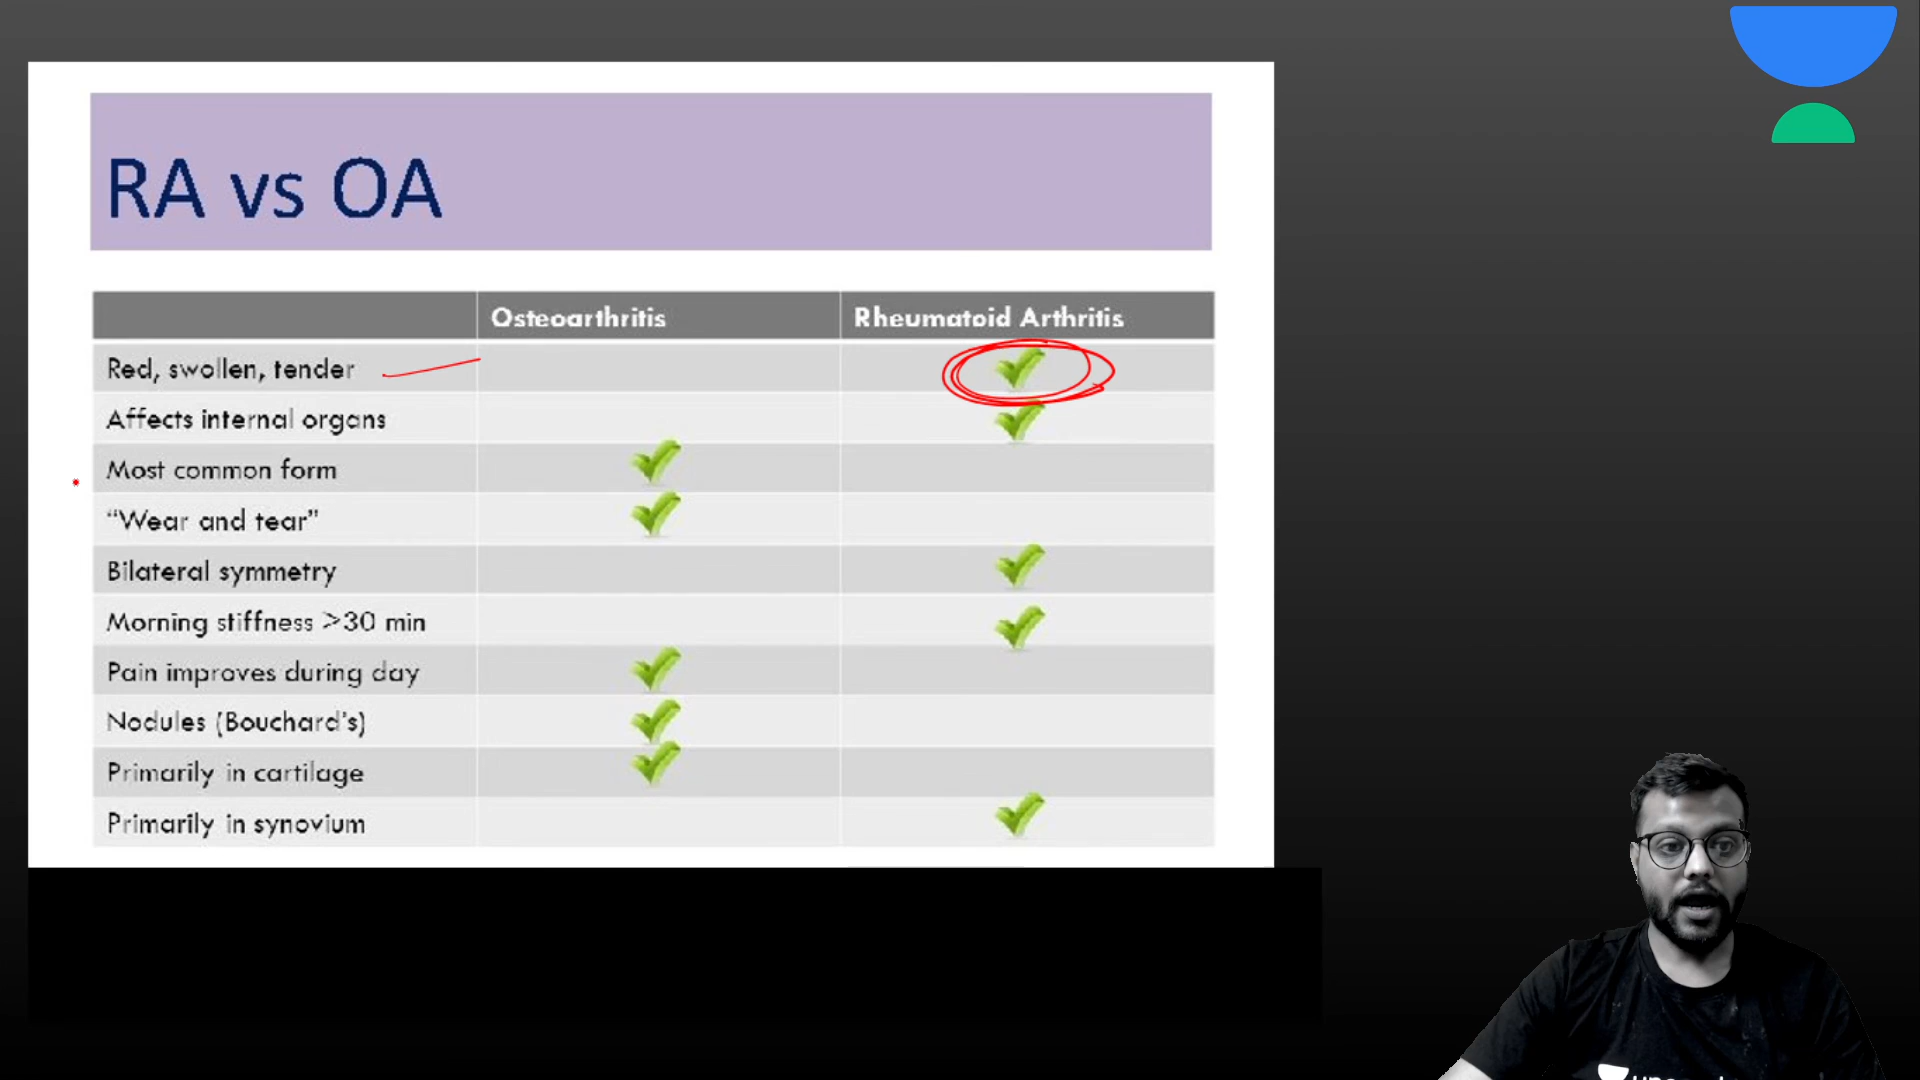 RA vs OA
Osteoarthritis Rheumatoid Arthritis
Red, swollen, tender
Affects internal organs
Most common form
“Wear and tear”
Bilateral symmetry
Morning stiffness >30 min
Pain improves during day
Nodules (Bouchard's)
Primarily in cartilage
Primarily in synovium